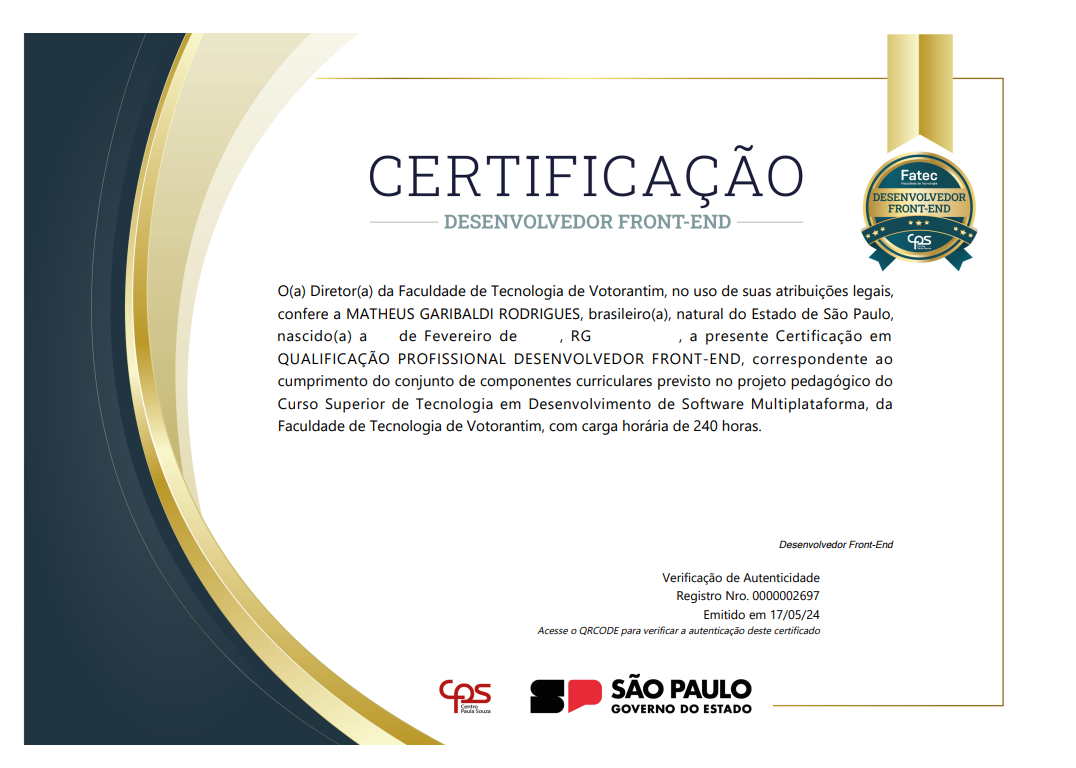 Fatec
Faculdade de Tecnologia
DESENVOLVEDOR
FRONT-END
CPS
CERTIFICAÇÃO
DESENVOLVEDOR FRONT-END
O(a) Diretor(a) da Faculdade de Tecnologia de Votorantim, no uso de suas atribuições legais,
confere a MATHEUS GARIBALDI RODRIGUES, brasileiro(a), natural do Estado de São Paulo,
nascido(a) a de Fevereiro de , RG , a presente Certificação em
QUALIFICAÇÃO PROFISSIONAL DESENVOLVEDOR FRONT-END, correspondente ao
cumprimento do conjunto de componentes curriculares previsto no projeto pedagógico do
Curso Superior de Tecnologia em Desenvolvimento de Software Multiplataforma, da
Faculdade de Tecnologia de Votorantim, com carga horária de 240 horas.
Desenvolvedor Front-End
Verificação de Autenticidade
Registro Nro. 0000002697
Emitido em 17/05/24
Acesse o QRCODE para verificar a autenticação deste certificado
CPS
Centro
Paula Souza
SP
SÃO PAULO
GOVERNO DO ESTADO